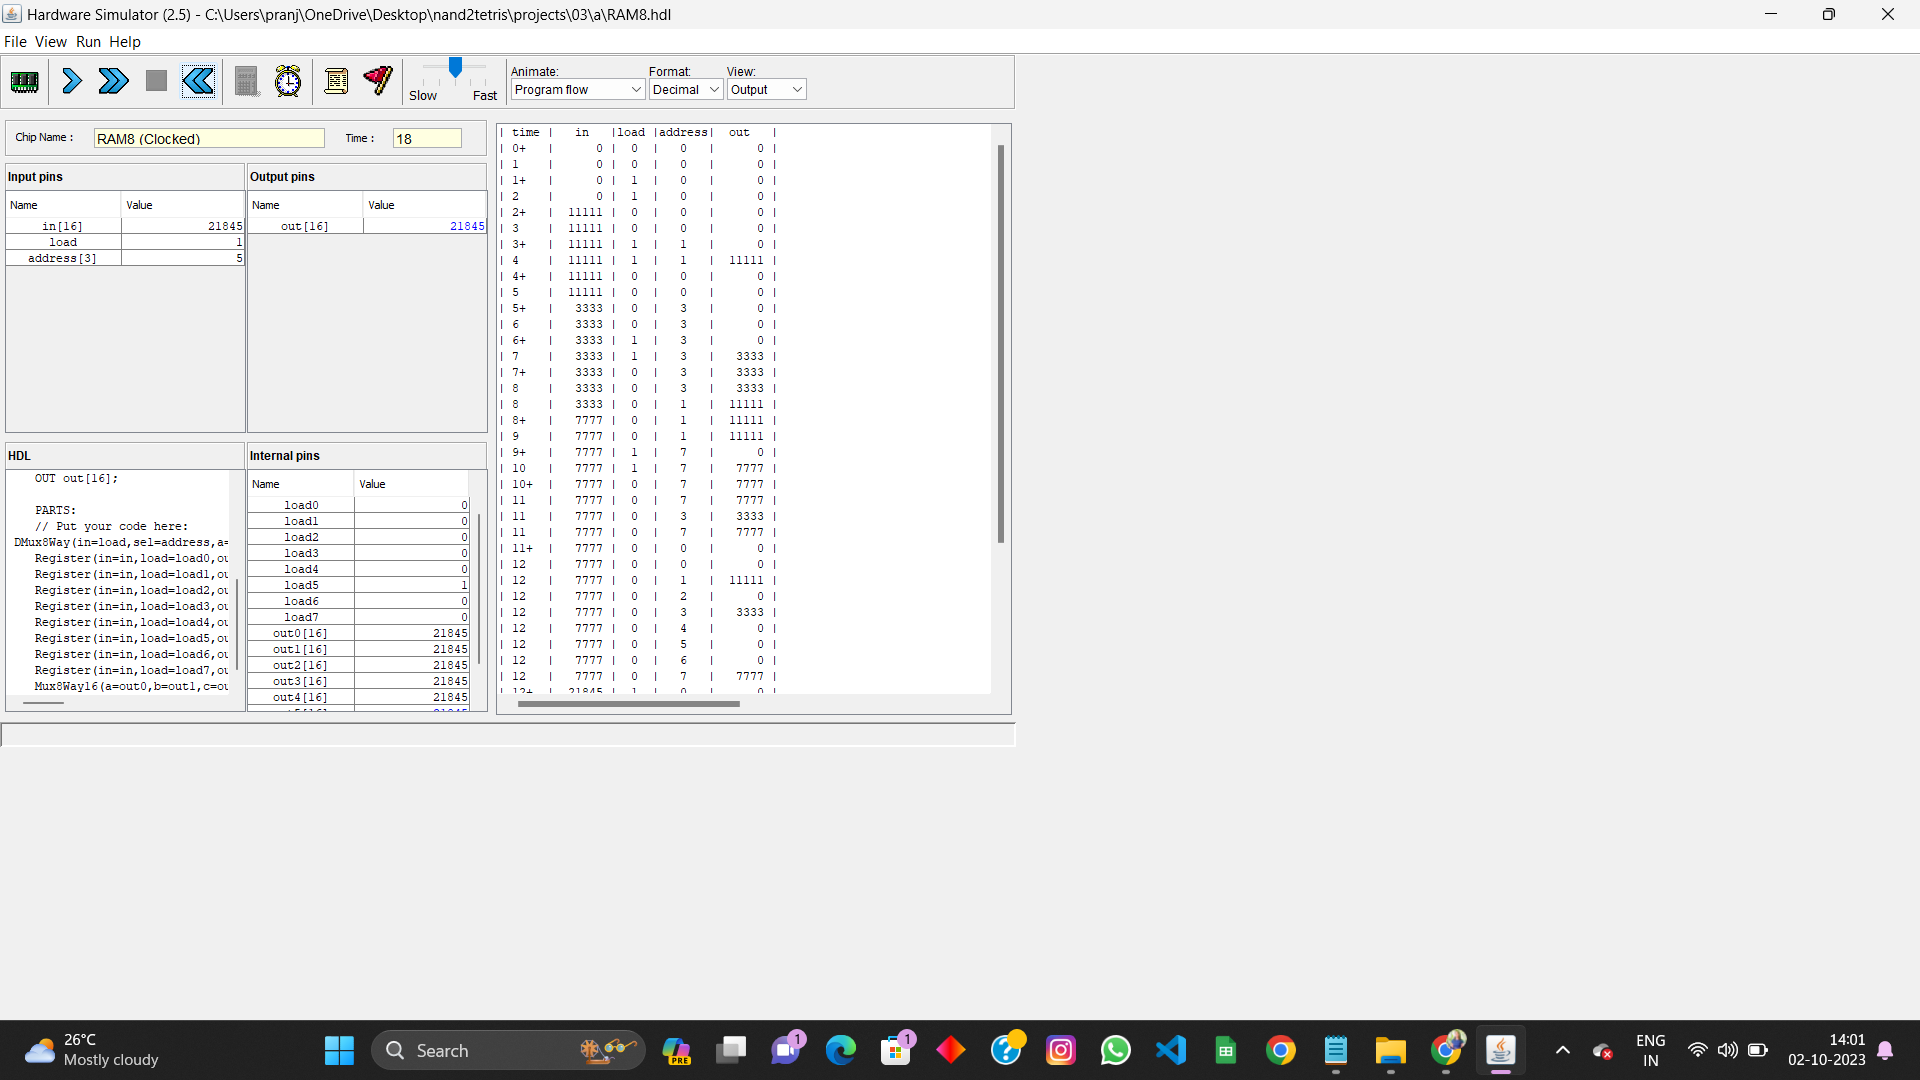 Hardware Simulator (2.5) - C:\Users\pranj\OneDrive\Desktop\nand2tetris\projects\03\a\RAM8.hdl
File View Run Help
Slow Fast
Animate: Format: View:
Program flow Decimal Output
Chip Name : RAM8 (Clocked) Time : 18
Input pins
Name Value
in[16] 21845
load 1
address[3] 5
Output pins
Name Value
out[16] 21845
HDL
OUT out[16];
PARTS:
// Put your code here:
DMux8Way(in=load,sel=address,a=
Register(in=in,load=load0,ou
Register(in=in,load=load1,ou
Register(in=in,load=load2,ou
Register(in=in,load=load3,ou
Register(in=in,load=load4,ou
Register(in=in,load=load5,ou
Register(in=in,load=load6,ou
Register(in=in,load=load7,ou
Mux8Way16(a=out0,b=out1,c=ou
Internal pins
Name Value
load0 0
load1 0
load2 0
load3 0
load4 0
load5 1
load6 0
load7 0
out0[16] 21845
out1[16] 21845
out2[16] 21845
out3[16] 21845
out4[16] 21845
| time | in |load |address| out |
| 0+ | 0 | 0 | 0 | 0 |
| 1 | 0 | 0 | 0 | 0 |
| 1+ | 0 | 1 | 0 | 0 |
| 2 | 0 | 1 | 0 | 0 |
| 2+ | 11111 | 0 | 0 | 0 |
| 3 | 11111 | 0 | 0 | 0 |
| 3+ | 11111 | 1 | 1 | 0 |
| 4 | 11111 | 1 | 1 | 11111 |
| 4+ | 11111 | 0 | 0 | 0 |
| 5 | 11111 | 0 | 0 | 0 |
| 5+ | 3333 | 0 | 3 | 0 |
| 6 | 3333 | 0 | 3 | 0 |
| 6+ | 3333 | 1 | 3 | 0 |
| 7 | 3333 | 1 | 3 | 3333 |
| 7+ | 3333 | 0 | 3 | 3333 |
| 8 | 3333 | 0 | 3 | 3333 |
| 8 | 3333 | 0 | 1 | 11111 |
| 8+ | 7777 | 0 | 1 | 11111 |
| 9 | 7777 | 0 | 1 | 11111 |
| 9+ | 7777 | 1 | 7 | 0 |
| 10 | 7777 | 1 | 7 | 7777 |
| 10+ | 7777 | 0 | 7 | 7777 |
| 11 | 7777 | 0 | 7 | 7777 |
| 11 | 7777 | 0 | 3 | 3333 |
| 11 | 7777 | 0 | 7 | 7777 |
| 11+ | 7777 | 0 | 0 | 0 |
| 12 | 7777 | 0 | 0 | 0 |
| 12 | 7777 | 0 | 1 | 11111 |
| 12 | 7777 | 0 | 2 | 0 |
| 12 | 7777 | 0 | 3 | 3333 |
| 12 | 7777 | 0 | 4 | 0 |
| 12 | 7777 | 0 | 5 | 0 |
| 12 | 7777 | 0 | 6 | 0 |
| 12 | 7777 | 0 | 7 | 7777 |
| 12+ | 21845 | 1 | 0 | 0 |
26°C
Mostly cloudy
Search
PRE
1
1
ENG
IN
14:01
02-10-2023